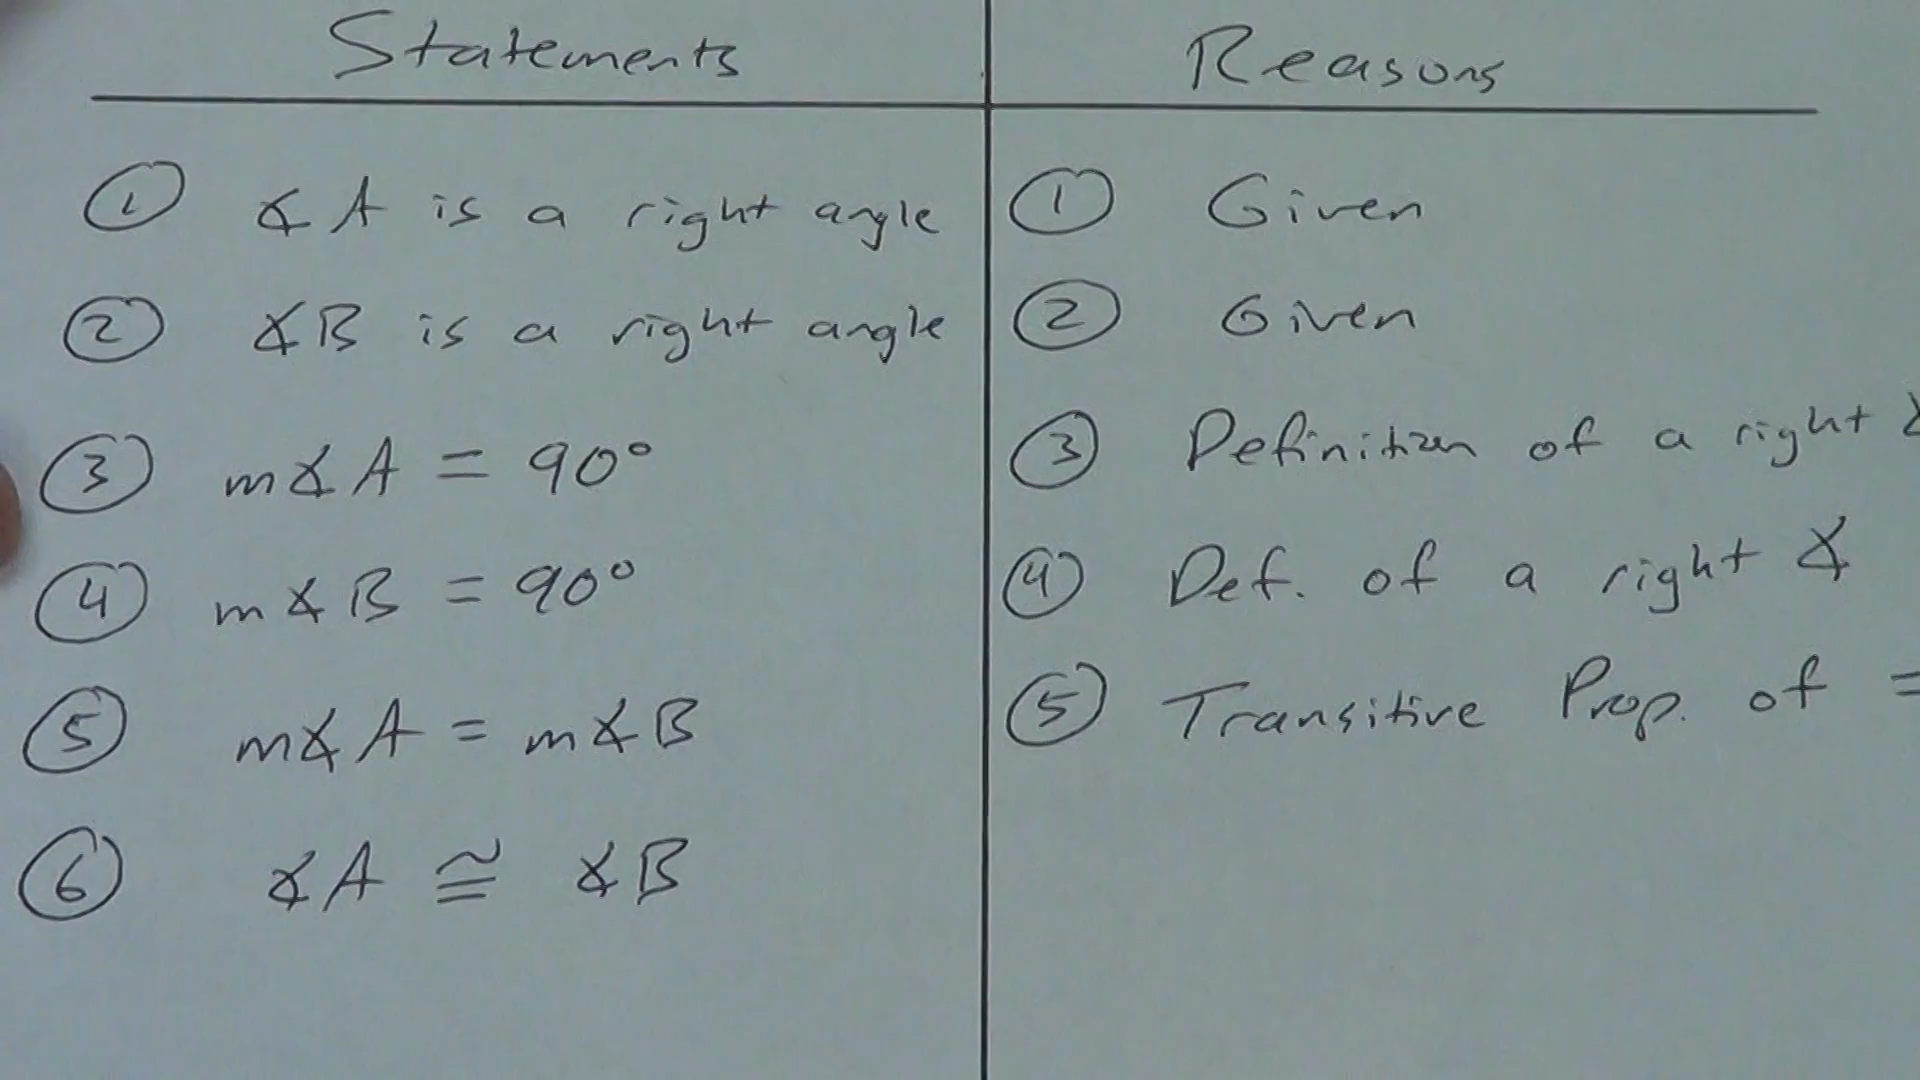 Statements Reasons
① ∡A is a right angle ① Given
② ∡B is a right angle ② Given
③ m∡A = 90° ③ Definition of a right ∡
④ m∡B = 90° ④ Def. of a right ∡
⑤ m∡A = m∡B ⑤ Transitive Prop. of =
⑥ ∡A ≅ ∡B